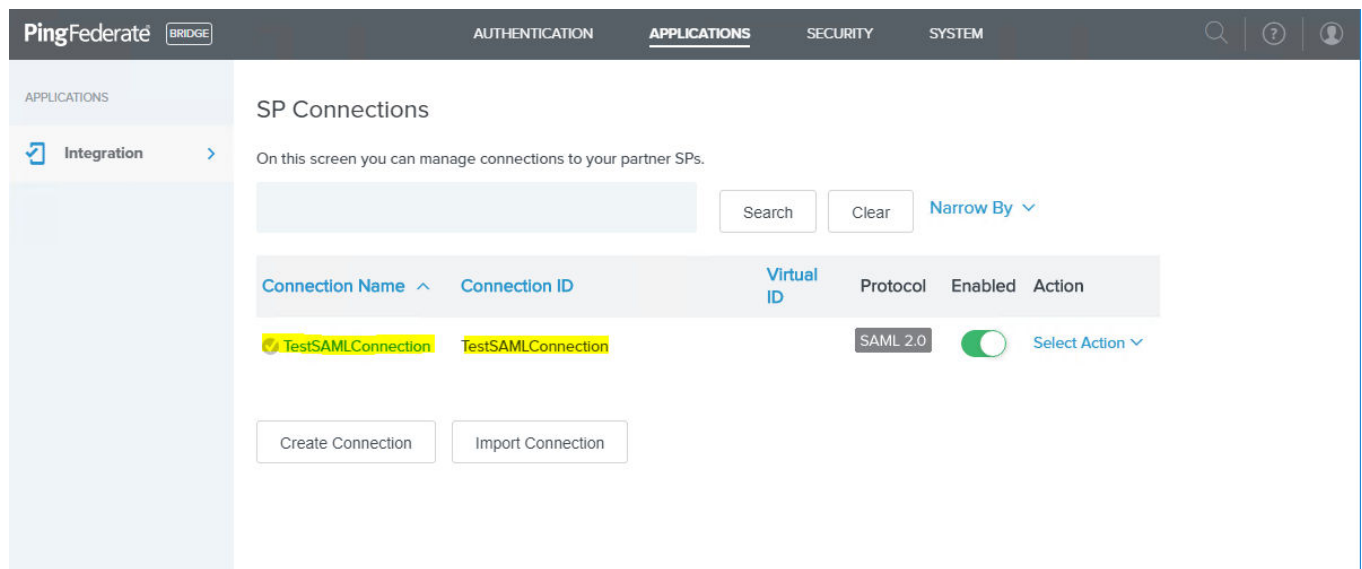 PingFederate BRIDGE AUTHENTICATION APPLICATIONS SECURITY SYSTEM ?
APPLICATIONS
Integration
SP Connections
On this screen you can manage connections to your partner SPs.
Search Clear Narrow By
Connection Name Connection ID Virtual ID Protocol Enabled Action
TestSAMLConnection TestSAMLConnection SAML 2.0 Select Action
Create Connection Import Connection